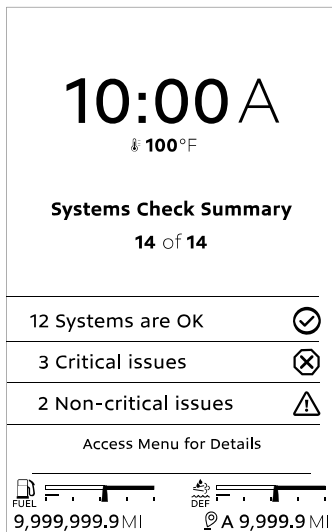 10:00 A
100°F
Systems Check Summary
14 of 14
12 Systems are OK
3 Critical issues
2 Non-critical issues
Access Menu for Details
FUEL DEF
9,999,999.9 MI A 9,999.9 MI